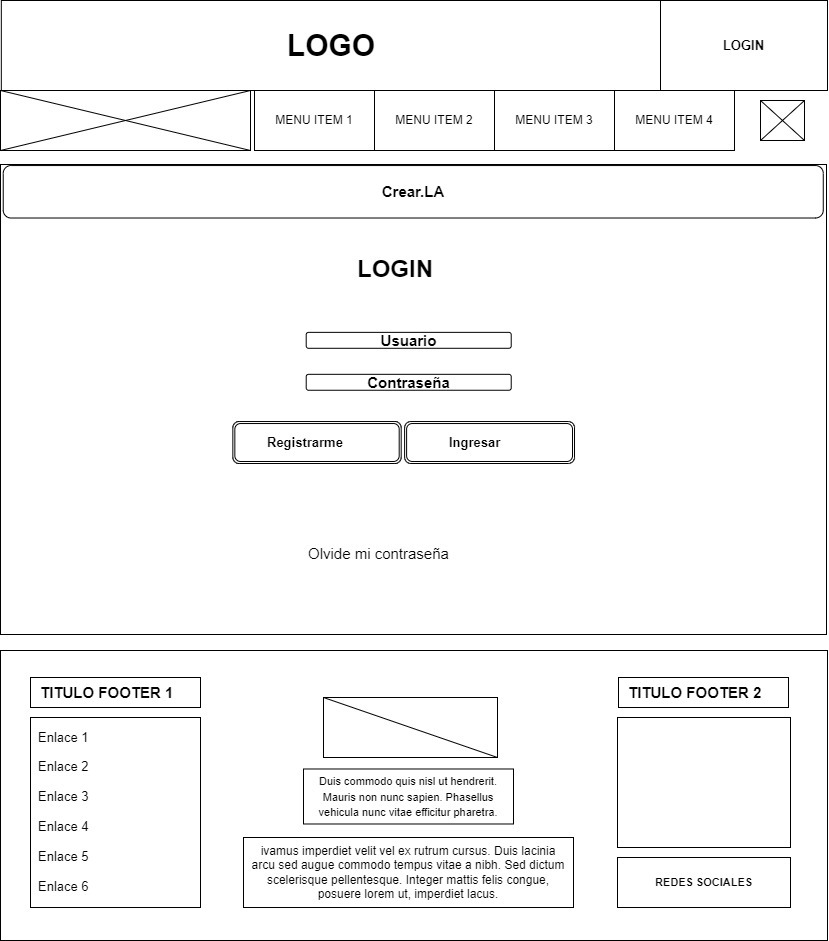 LOGO
LOGIN
MENU ITEM 1
MENU ITEM 2
MENU ITEM 3
MENU ITEM 4
Crear.LA
LOGIN
Usuario
Contraseña
Registrarme
Ingresar
Olvide mi contraseña
TITULO FOOTER 1
Enlace 1
Enlace 2
Enlace 3
Enlace 4
Enlace 5
Enlace 6
Duis commodo quis nisl ut hendrerit.
Mauris non nunc sapien. Phasellus
vehicula nunc vitae efficitur pharetra.
ivamus imperdiet velit vel ex rutrum cursus. Duis lacinia
arcu sed augue commodo tempus vitae a nibh. Sed dictum
scelerisque pellentesque. Integer mattis felis congue,
posuere lorem ut, imperdiet lacus.
TITULO FOOTER 2
REDES SOCIALES